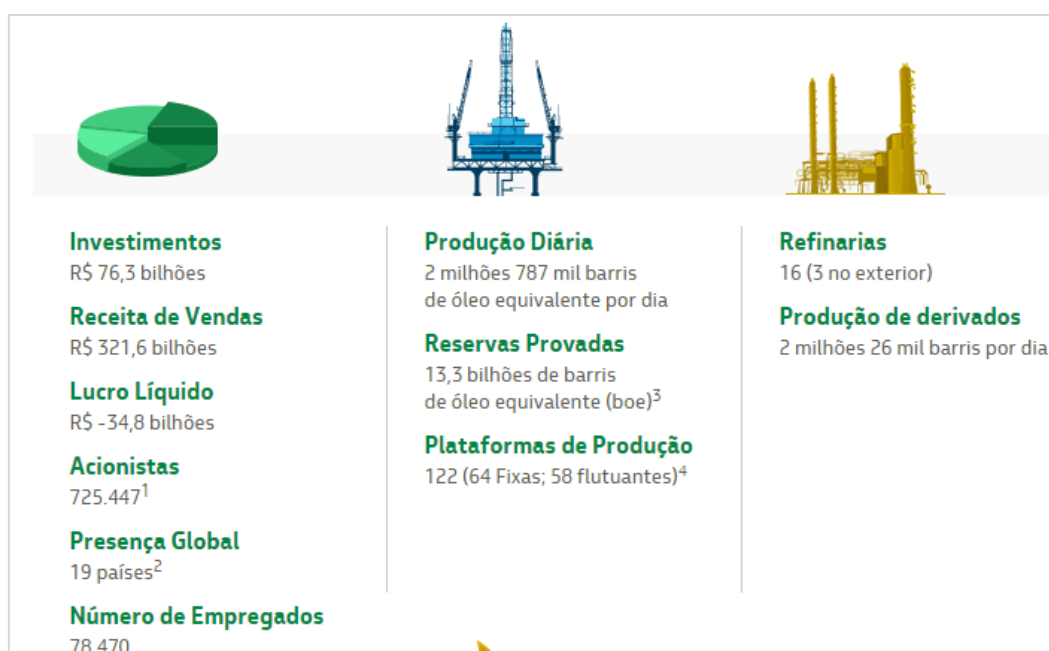 Investimentos
R$ 76,3 bilhões
Receita de Vendas
R$ 321,6 bilhões
Lucro Líquido
R$ -34,8 bilhões
Acionistas
725.447¹
Presença Global
19 países²
Número de Empregados
78.470
Produção Diária
2 milhões 787 mil barris
de óleo equivalente por dia
Reservas Provadas
13,3 bilhões de barris
de óleo equivalente (boe)³
Plataformas de Produção
122 (64 Fixas; 58 flutuantes)⁴
Refinarias
16 (3 no exterior)
Produção de derivados
2 milhões 26 mil barris por dia